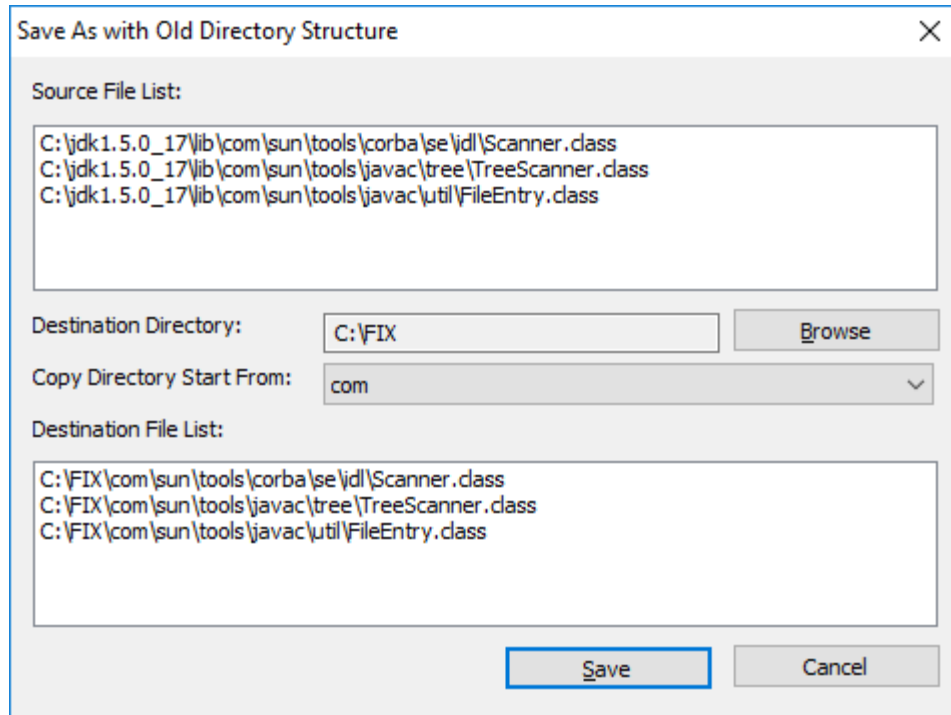 Save As with Old Directory Structure
Source File List:
C:\jdk1.5.0_17\lib\com\sun\tools\corba\se\idl\Scanner.class
C:\jdk1.5.0_17\lib\com\sun\tools\javac\tree\TreeScanner.class
C:\jdk1.5.0_17\lib\com\sun\tools\javac\util\FileEntry.class
Destination Directory: C:\FIX Browse
Copy Directory Start From: com
Destination File List:
C:\FIX\com\sun\tools\corba\se\idl\Scanner.class
C:\FIX\com\sun\tools\javac\tree\TreeScanner.class
C:\FIX\com\sun\tools\javac\util\FileEntry.class
Save Cancel